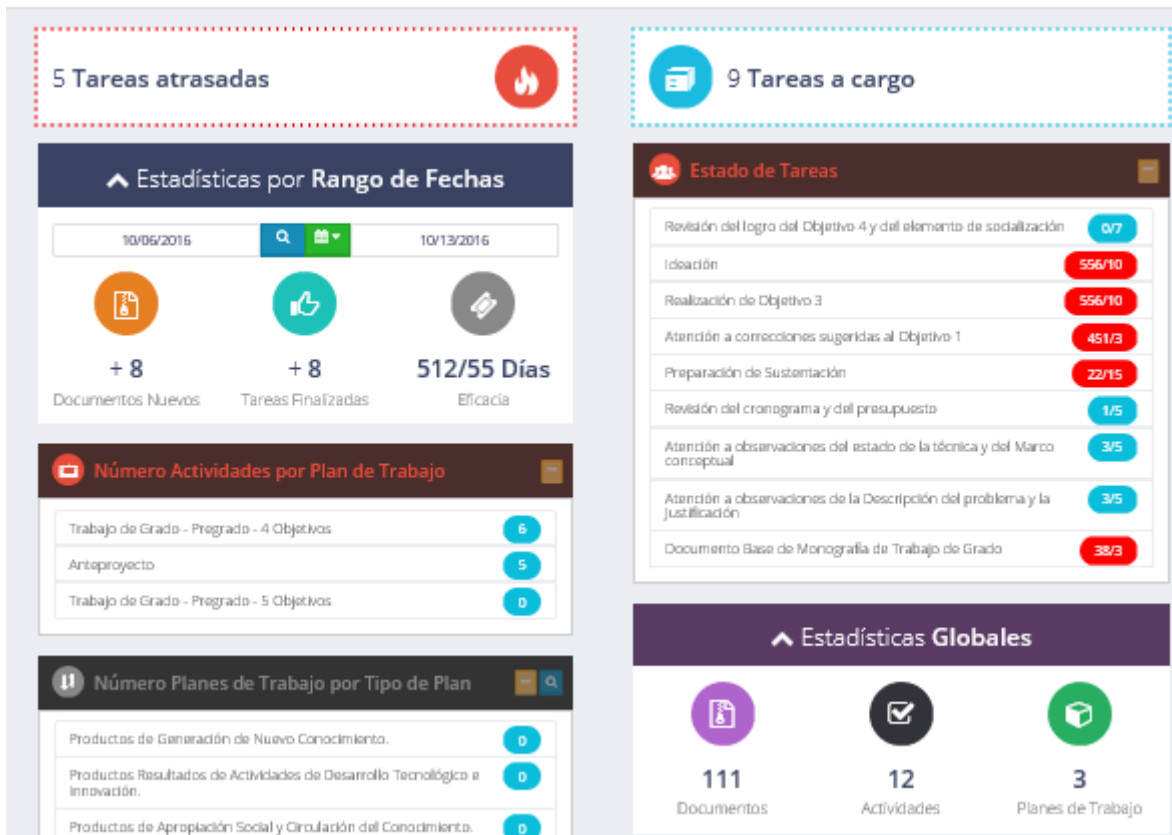 5 Tareas atrasadas
Estadísticas por Rango de Fechas
10/06/2016
10/13/2016
+ 8
+ 8
512/55 Días
Documentos Nuevos
Tareas Finalizadas
Eficacia
Número Actividades por Plan de Trabajo
Trabajo de Grado - Pregrado - 4 Objetivos
6
Anteproyecto
5
Trabajo de Grado - Pregrado - 5 Objetivos
0
Número Planes de Trabajo por Tipo de Plan
Productos de Generación de Nuevo Conocimiento.
0
Productos Resultados de Actividades de Desarrollo Tecnológico e
Innovación.
0
Productos de Apropiación Social y Circulación del Conocimiento.
0
9 Tareas a cargo
Estado de Tareas
Revisión del logro del Objetivo 4 y del elemento de socialización
0/7
Ideación
556/10
Realización de Objetivo 3
556/10
Atención a correcciones sugeridas al Objetivo 1
451/3
Preparación de Sustentación
22/15
Revisión del cronograma y del presupuesto
1/5
Atención a observaciones del estado de la técnica y del Marco
conceptual
3/5
Atención a observaciones de la Descripción del problema y la
Justificación
3/5
Documento Base de Monografía de Trabajo de Grado
38/3
Estadísticas Globales
111
12
3
Documentos
Actividades
Planes de Trabajo